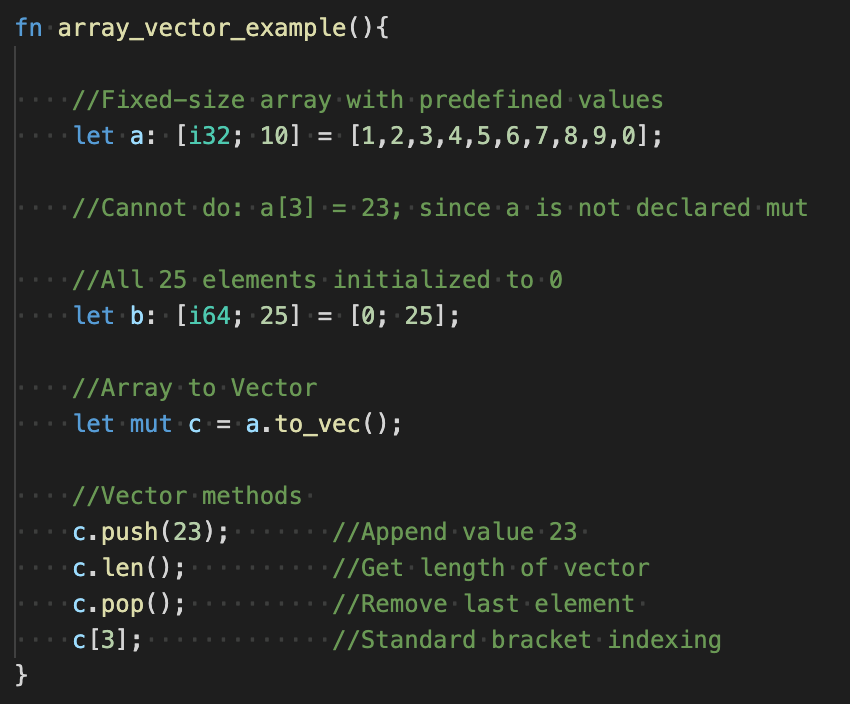 fn array_vector_example(){
//Fixed-size array with predefined values
let a: [i32; 10] = [1,2,3,4,5,6,7,8,9,0];
//Cannot do: a[3] = 23; since a is not declared mut
//All 25 elements initialized to 0
let b: [i64; 25] = [0; 25];
//Array to Vector
let mut c = a.to_vec();
//Vector methods
c.push(23); //Append value 23
c.len(); //Get length of vector
c.pop(); //Remove last element
c[3]; //Standard bracket indexing
}